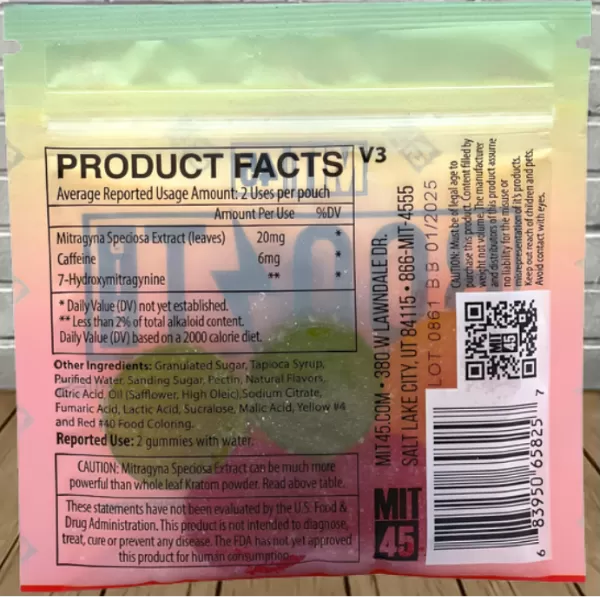 PRODUCT FACTS V3
Average Reported Usage Amount: 2 Uses per pouch
Amount Per Use %DV
Mitragyna Speciosa Extract (leaves) 20mg *
Caffeine 6mg *
7-Hydroxymitragynine ** *
* Daily Value (DV) not yet established.
** Less than 2% of total alkaloid content.
Daily Value (DV) based on a 2000 calorie diet.
Other Ingredients: Granulated Sugar, Tapioca Syrup,
Purified Water, Sanding Sugar, Pectin, Natural Flavors,
Citric Acid, Oil (Safflower, High Oleic), Sodium Citrate,
Fumaric Acid, Lactic Acid, Sucralose, Malic Acid, Yellow #4
and Red #40 Food Coloring.
Reported Use: 2 gummies with water.
CAUTION: Mitragyna Speciosa Extract can be much more
powerful than whole leaf Kratom powder. Read above table.
These statements have not been evaluated by the U.S. Food &
Drug Administration. This product is not intended to diagnose,
treat, cure or prevent any disease. The FDA has not yet approved
this product for human consumption.
MIT45.COM • 380 W LAWNDALE DR.
SALT LAKE CITY, UT 84115 • 866-MIT-4555
LOT 0861 BB 01/2025
CAUTION: Must be of legal age to
purchase this product. Content filled by
weight not volume. The manufacturer
and distributors of this product assume
no liability for the misuse or
misrepresentation of it's products.
Keep out reach of children and pets.
Avoid contact with eyes.
MIT
45
MIT
45
6 83950 65825 7